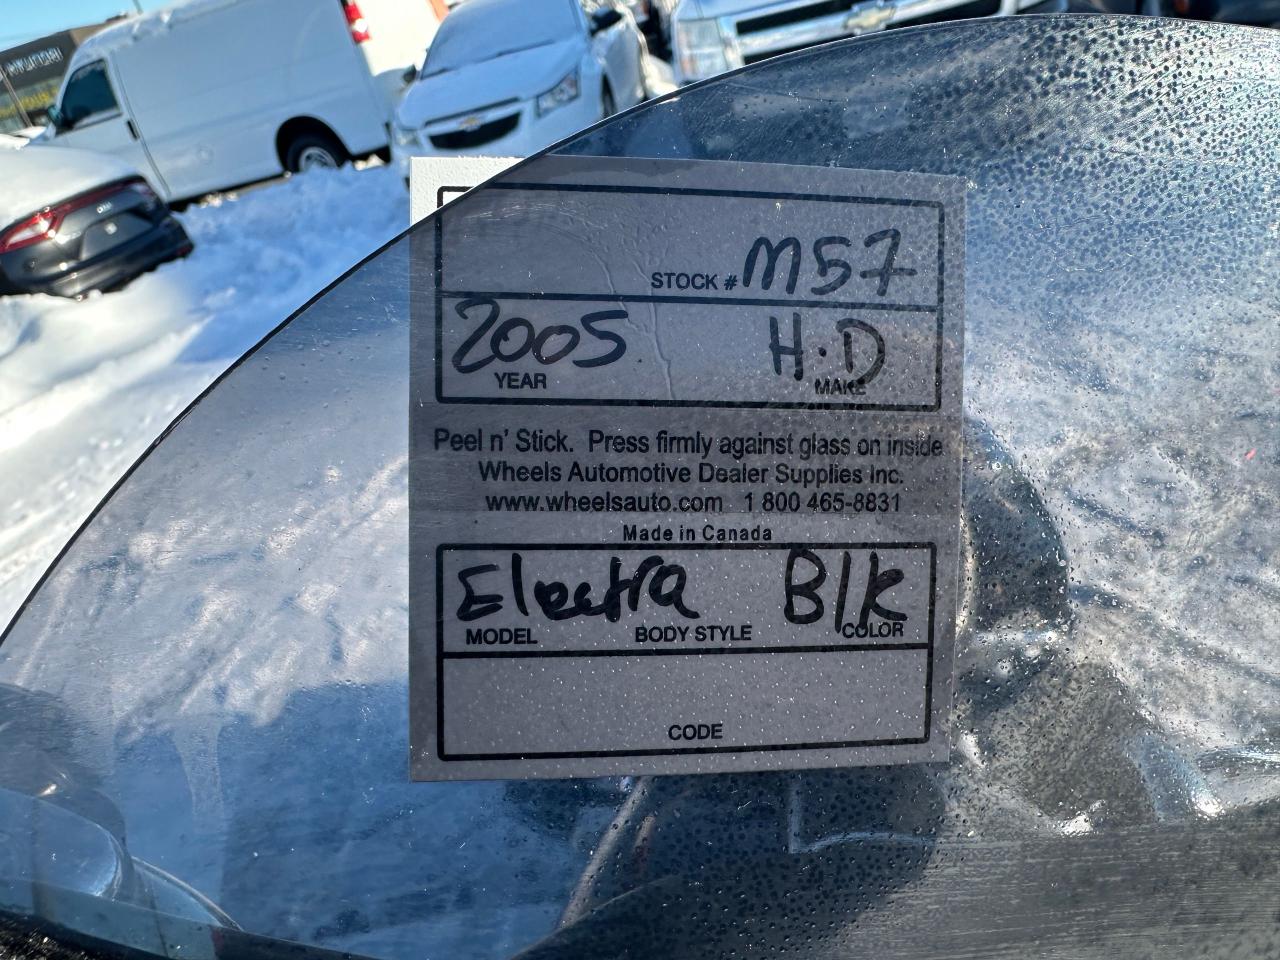 HYUNDAI
STOCK # M57
2005 H.D
YEAR MAKE
Peel n' Stick. Press firmly against glass on inside
Wheels Automotive Dealer Supplies Inc.
www.wheelsauto.com 1 800 465-8831
Made in Canada
Electra Blk
MODEL BODY STYLE COLOR
CODE